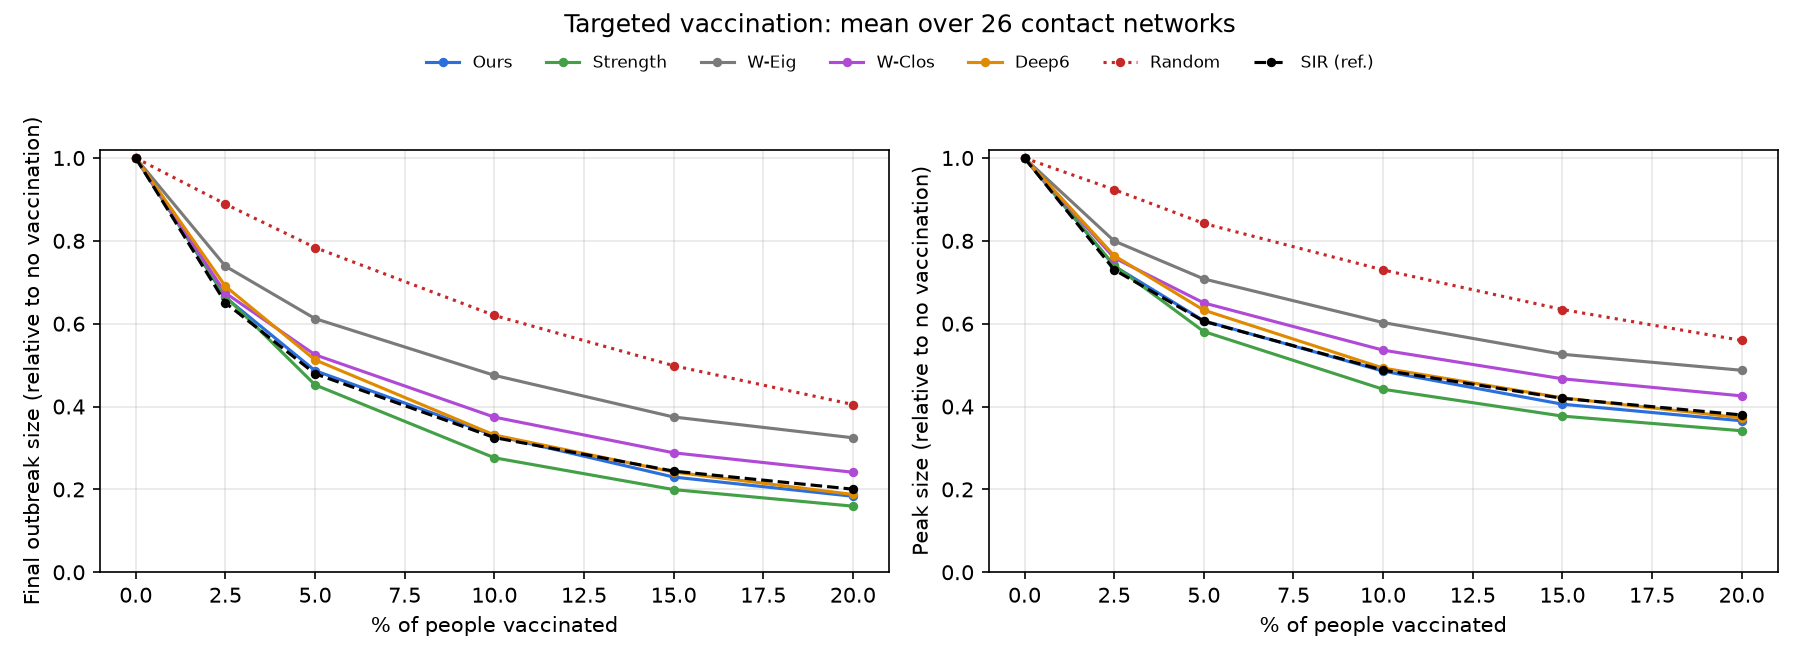 Targeted vaccination: mean over 26 contact networks
Ours Strength W-Eig W-Clos Deep6 Random SIR (ref.)
Final outbreak size (relative to no vaccination)
1.0
0.8
0.6
0.4
0.2
0.0
0.0 2.5 5.0 7.5 10.0 12.5 15.0 17.5 20.0
% of people vaccinated
Peak size (relative to no vaccination)
1.0
0.8
0.6
0.4
0.2
0.0
0.0 2.5 5.0 7.5 10.0 12.5 15.0 17.5 20.0
% of people vaccinated